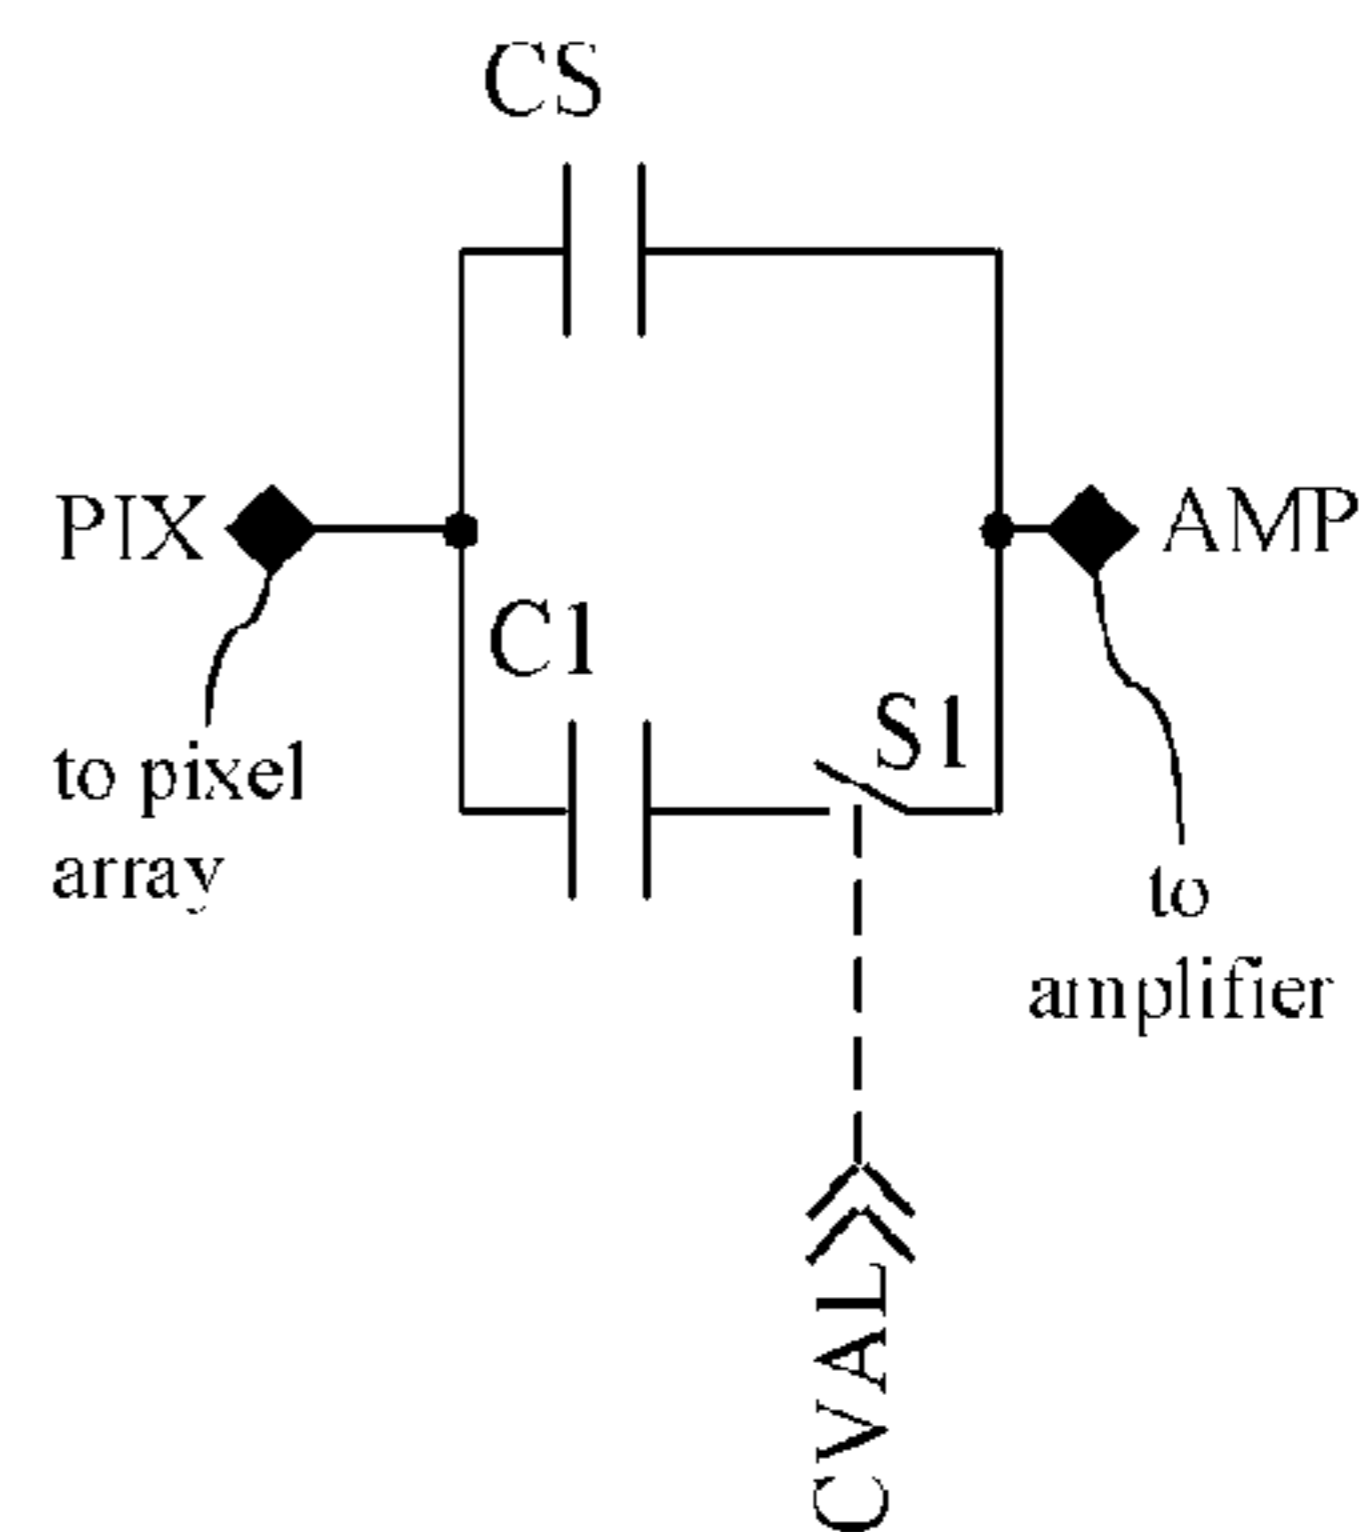 CS
PIX
AMP
C1
S1
to pixel
array
to
amplifier
CVAL